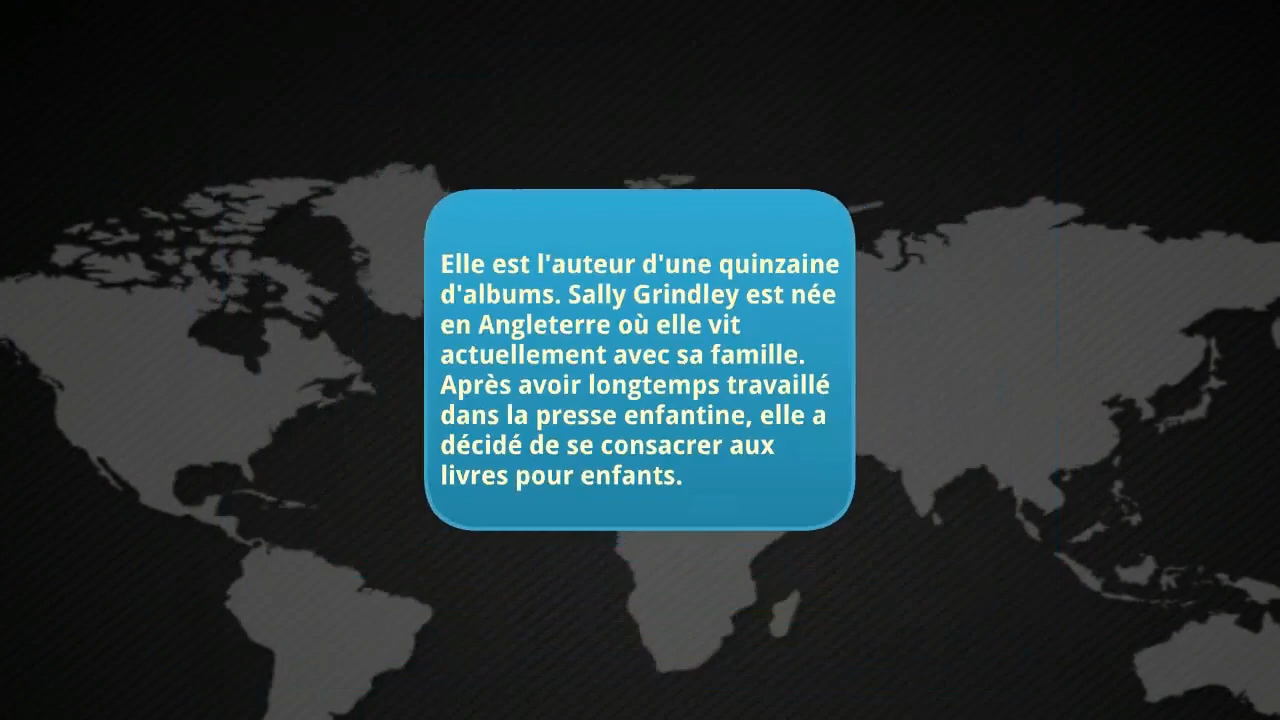 Elle est l'auteur d'une quinzaine
d'albums. Sally Grindley est née
en Angleterre où elle vit
actuellement avec sa famille.
Après avoir longtemps travaillé
dans la presse enfantine, elle a
décidé de se consacrer aux
livres pour enfants.